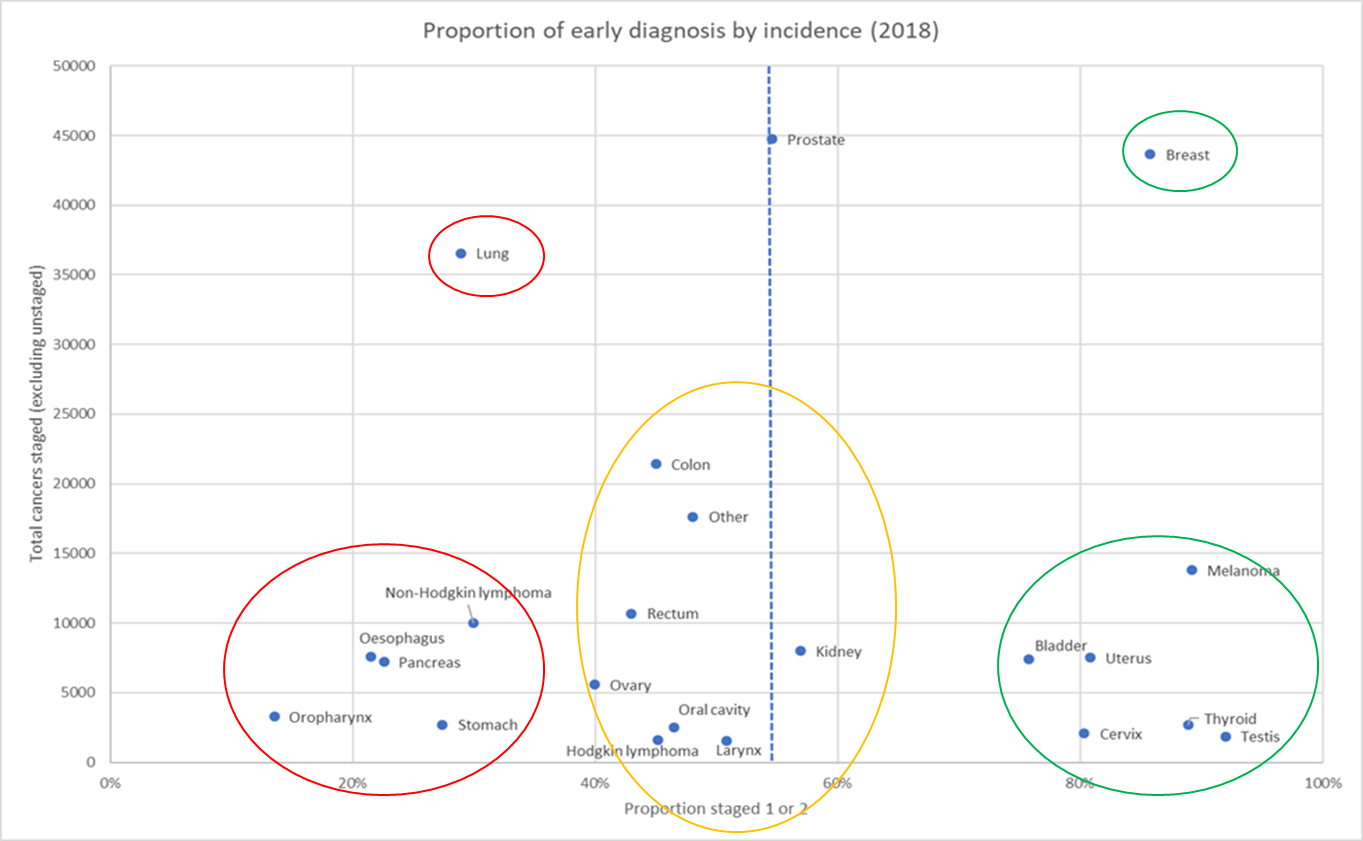 Proportion of early diagnosis by incidence (2018)
50000
45000
40000
35000
30000
25000
20000
15000
10000
5000
0
Total cancers staged (excluding unstaged)
Prostate
Breast
Lung
Colon
Other
Melanoma
Non-Hodgkin lymphoma
Rectum
Oesophagus
Pancreas
Kidney
Bladder
Uterus
Ovary
Oral cavity
Oropharynx
Stomach
Thyroid
Cervix
Testis
Hodgkin lymphoma
Larynx
0%
20%
40%
60%
80%
100%
Proportion staged 1 or 2